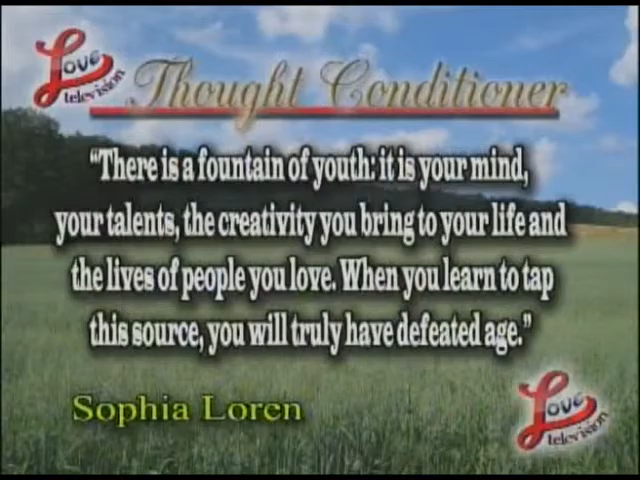 Love
television
Thought Conditioner
“There is a fountain of youth: it is your mind,
your talents, the creativity you bring to your life and
the lives of people you love. When you learn to tap
this source, you will truly have defeated age.”
Sophia Loren
Love
television